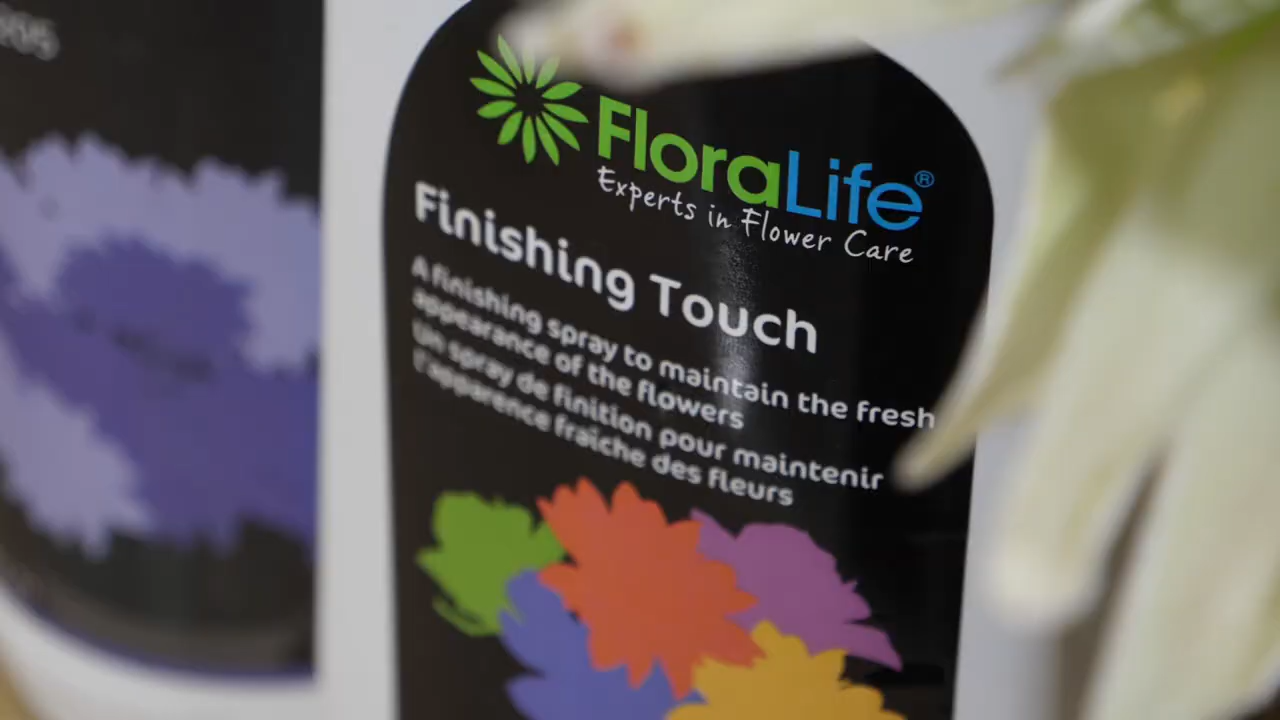 205
FloraLife®
Experts in Flower Care
Finishing Touch
A finishing spray to maintain the fresh
appearance of the flowers
Un spray de finition pour maintenir
l'apparence fraîche des fleurs